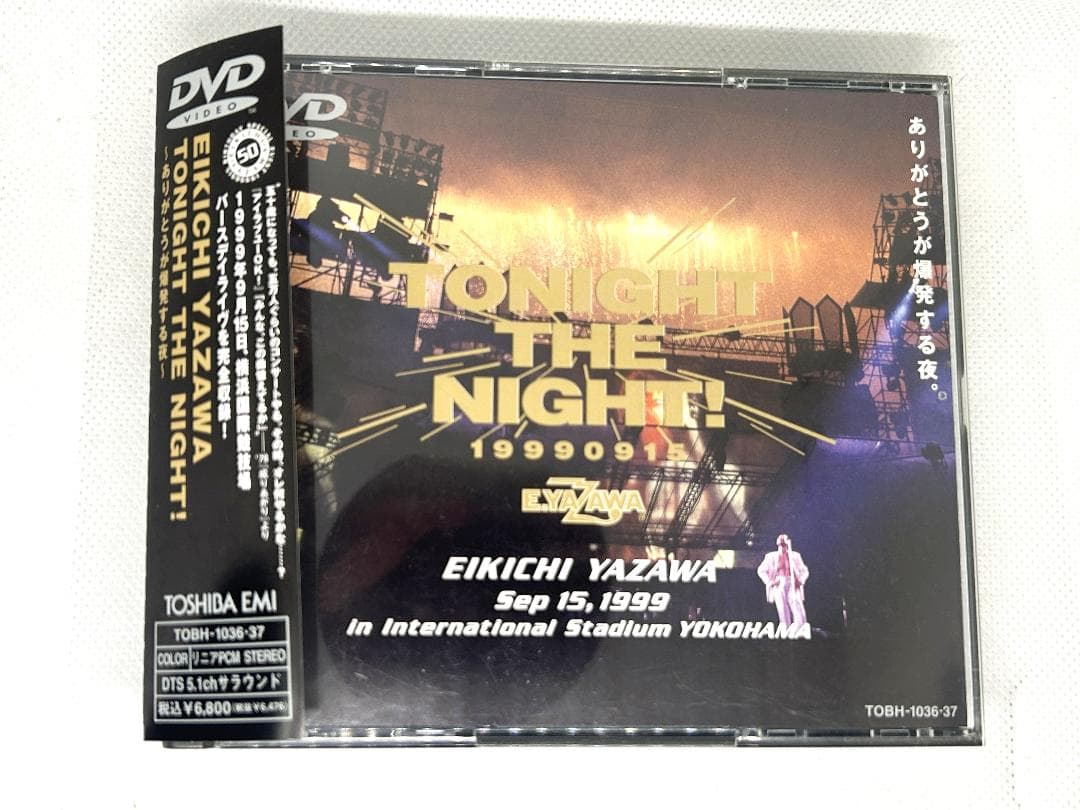 DVD
VIDEO
50
EIKICHI YAZAWA
TONIGHT THE NIGHT!
～ありがとうが爆発する夜～
1999年9月15日、横浜国際競技場
バースデイライヴを完全収録!
TOSHIBA EMI
TOBH-1036·37
COLOR リニアPCM STEREO
DTS 5.1chサラウンド
税込¥6,800(税抜¥6,476)
ありがとうが爆発する夜。
TONIGHT
THE
NIGHT!
19990915
E.YAZAWA
EIKICHI YAZAWA
Sep 15, 1999
in International Stadium YOKOHAMA
TOBH-1036·37